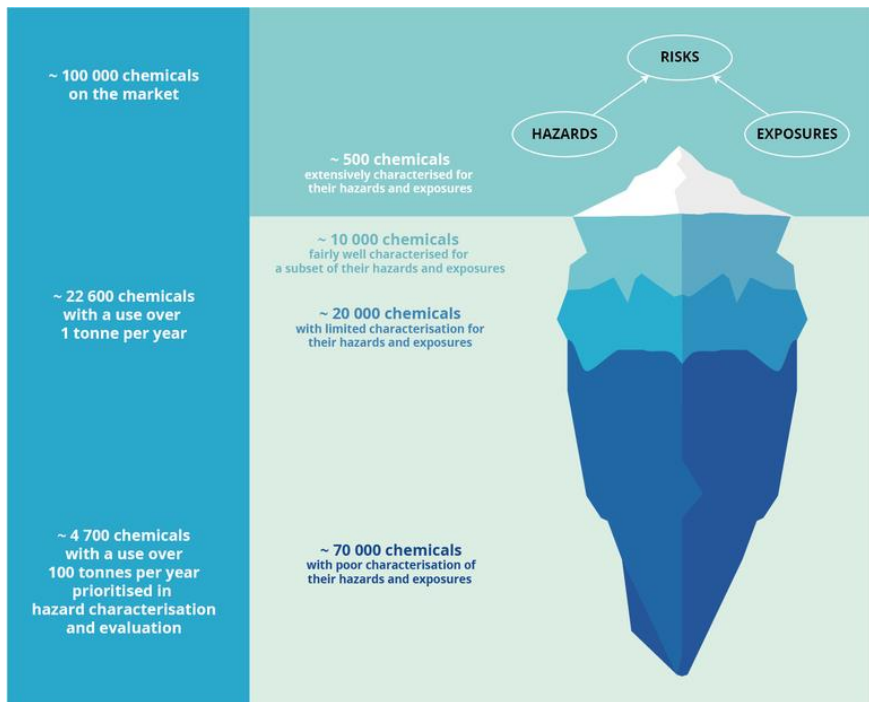 ~ 100 000 chemicals
on the market
~ 22 600 chemicals
with a use over
1 tonne per year
~ 4 700 chemicals
with a use over
100 tonnes per year
prioritised in
hazard characterisation
and evaluation
RISKS
HAZARDS
EXPOSURES
~ 500 chemicals
extensively characterised for
their hazards and exposures
~ 10 000 chemicals
fairly well characterised for
a subset of their hazards and exposures
~ 20 000 chemicals
with limited characterisation for
their hazards and exposures
~ 70 000 chemicals
with poor characterisation of
their hazards and exposures